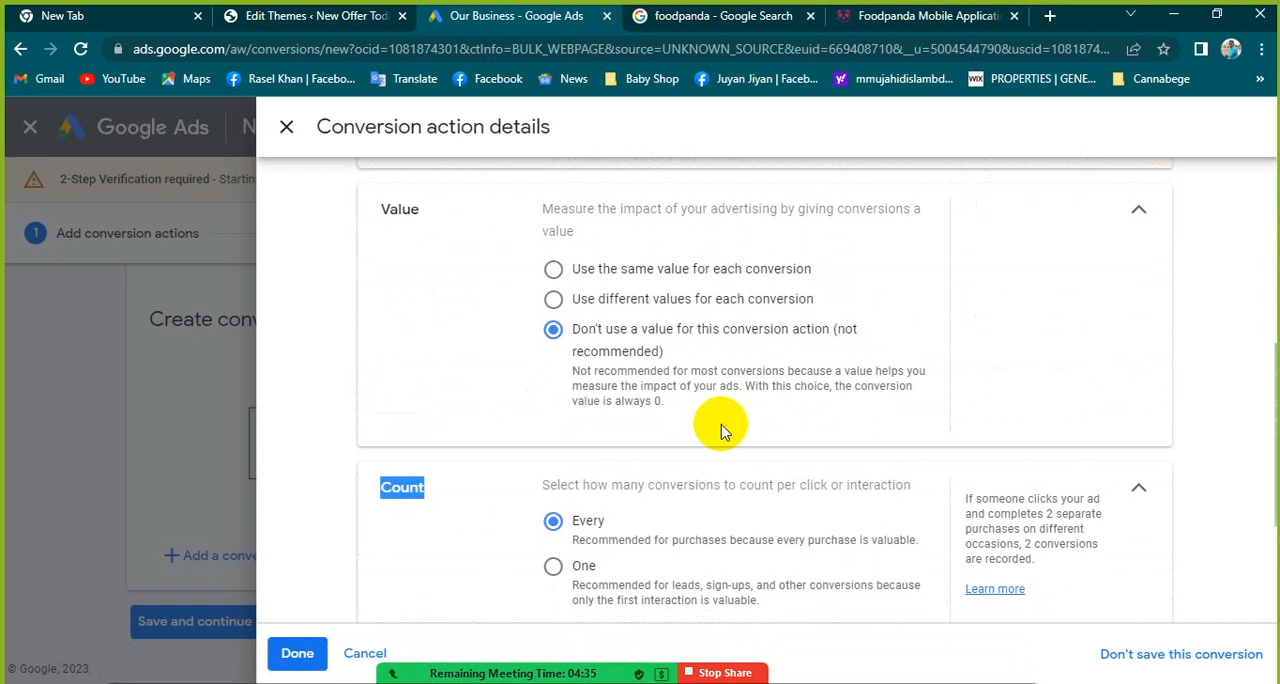 New Tab
Edit Themes ‹ New Offer Toda
Our Business - Google Ads
foodpanda - Google Search
Foodpanda Mobile Applicati
ads.google.com/aw/conversions/new?ocid=1081874301&ctInfo=BULK_WEBPAGE&source=UNKNOWN_SOURCE&euid=669408710&__u=5004544790&uscid=1081874...
Gmail
YouTube
Maps
Rasel Khan | Facebo...
Translate
Facebook
News
Baby Shop
Juyan Jiyan | Faceb...
mmujahidislambd...
WIX
PROPERTIES | GENE...
Cannabege
»
Google Ads
N
Conversion action details
2-Step Verification required - Startin
1 Add conversion actions
Create conv
+ Add a conve
Save and continue
© Google, 2023.
Value
Measure the impact of your advertising by giving conversions a
value
Use the same value for each conversion
Use different values for each conversion
Don't use a value for this conversion action (not
recommended)
Not recommended for most conversions because a value helps you
measure the impact of your ads. With this choice, the conversion
value is always 0.
Count
Select how many conversions to count per click or interaction
Every
Recommended for purchases because every purchase is valuable.
One
Recommended for leads, sign-ups, and other conversions because
only the first interaction is valuable.
If someone clicks your ad
and completes 2 separate
purchases on different
occasions, 2 conversions
are recorded.
Learn more
Done
Cancel
Don't save this conversion
Remaining Meeting Time: 04:35
Stop Share